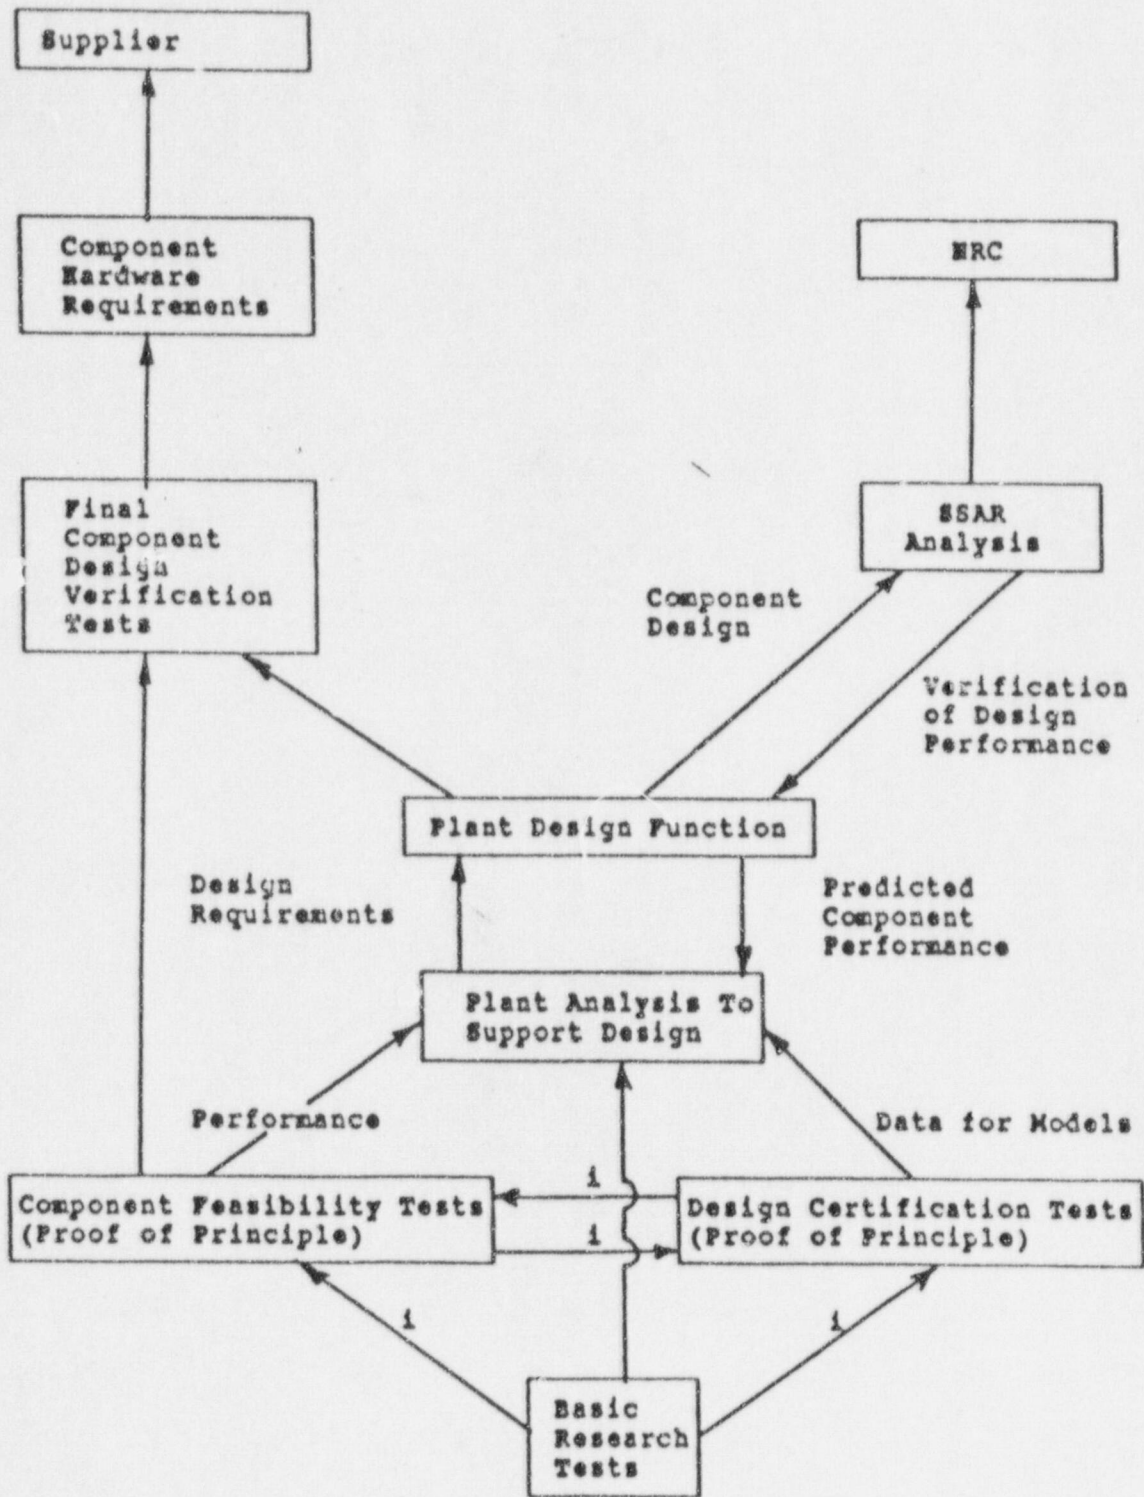 Supplier
Component
Hardware
Requirements
NRC
Final
Component
Design
Verification
Tests
SSAR
Analysis
Component
Design
Verification
of Design
Performance
Plant Design Function
Design
Requirements
Predicted
Component
Performance
Plant Analysis To
Support Design
Performance
Data for Models
Component Feasibility Tests
(Proof of Principle)
i
i
Design Certification Tests
(Proof of Principle)
i
i
Basic
Research
Tests